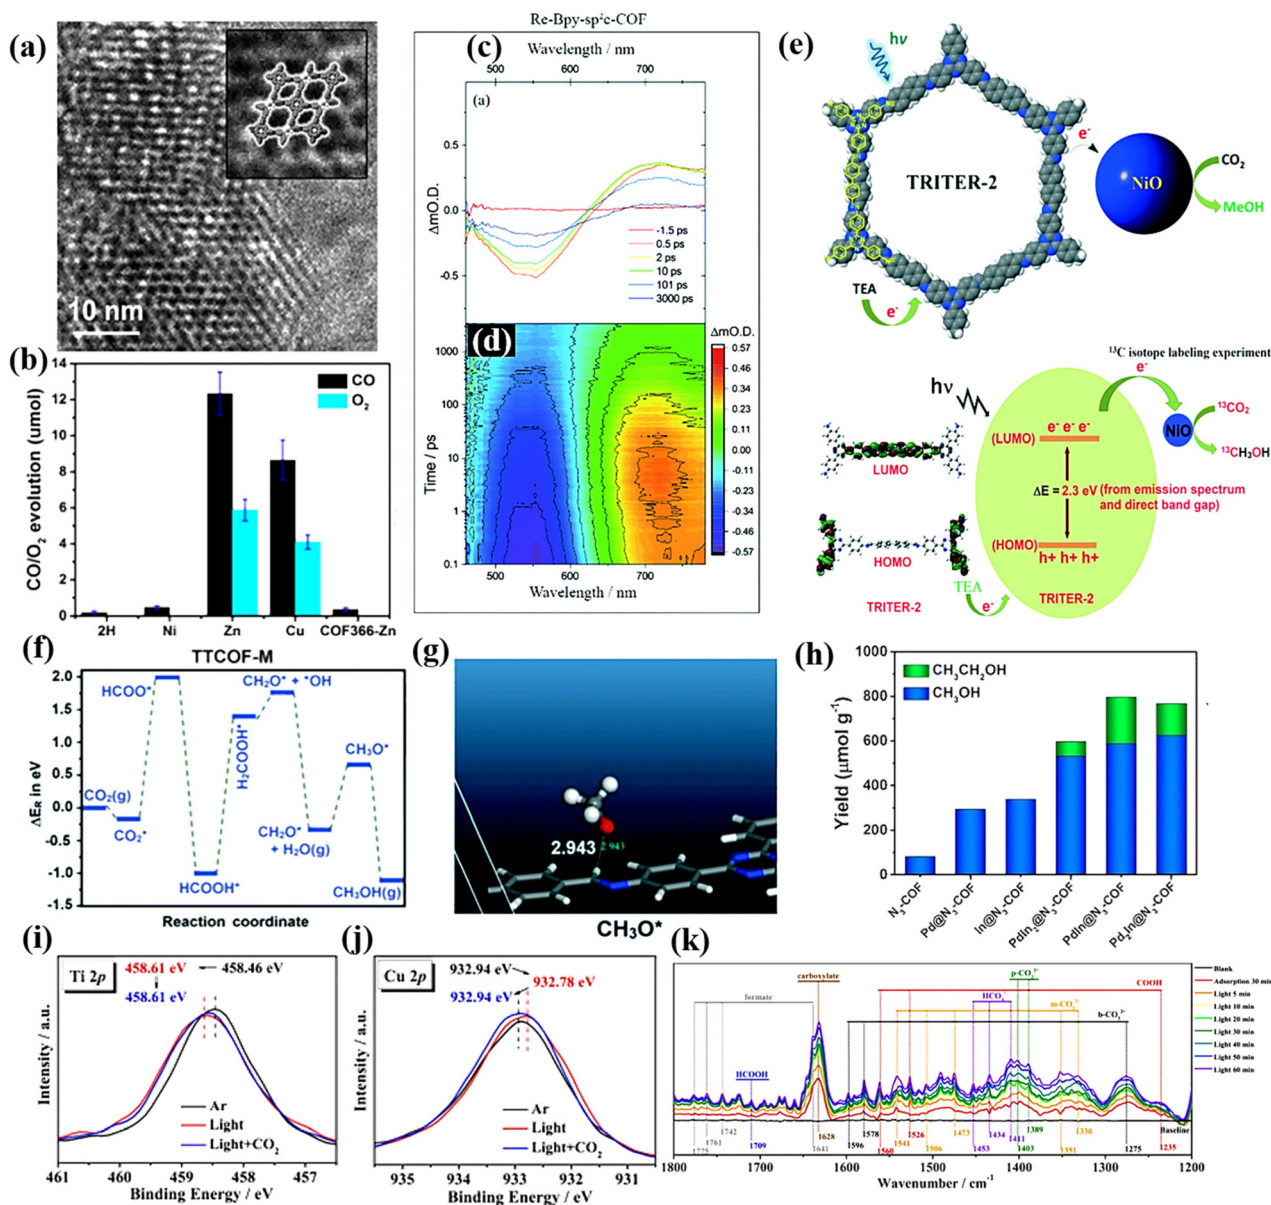 (a)
10 nm
(b)
CO/O₂ evolution (umol)
14
12
10
8
6
4
2
0
CO
O₂
2H
Ni
Zn
Cu
COF366-Zn
TTCOF-M
Re-Bpy-sp²c-COF
(c)
Wavelength / nm
500
600
700
(a)
ΔmO.D.
0.5
0.0
-0.5
-1.5 ps
0.5 ps
2 ps
10 ps
101 ps
3000 ps
(d)
Time / ps
1000
100
10
1
0.1
500
600
700
Wavelength / nm
ΔmO.D.
0.57
0.46
0.35
0.24
0.13
0.020
-0.020
-0.13
-0.24
-0.35
-0.46
-0.57
(e)
hν
TRITER-2
e⁻
NiO
CO₂
MeOH
TEA
e⁻
¹³C isotope labeling experiment
e⁻
hν
(LUMO)
e⁻ e⁻ e⁻
NiO
¹³CO₂
¹³CH₃OH
LUMO
ΔE = 2.3 eV (from emission spectrum
and direct band gap)
(HOMO)
h+ h+ h+
HOMO
TEA
TRITER-2
e⁻
TRITER-2
(f)
ΔE_R in eV
2.0
1.5
1.0
0.5
0.0
-0.5
-1.0
-1.5
CO₂(g)
CO₂*
HCOO*
HCOOH*
H₂COOH*
CH₂O* + *OH
CH₂O*
+ H₂O(g)
CH₃O*
CH₃OH(g)
Reaction coordinate
(g)
2.943
2.943
CH₃O*
(h)
Yield (μmol g⁻¹)
1000
800
600
400
200
0
CH₃CH₂OH
CH₃OH
N₃-COF
Pd@N₃-COF
In@N₃-COF
PdIn₂@N₃-COF
PdIn@N₃-COF
Pd₂In@N₃-COF
(i)
Ti 2p
458.61 eV
458.46 eV
458.61 eV
Intensity / a.u.
Ar
Light
Light+CO₂
461
460
459
458
457
Binding Energy / eV
(j)
Cu 2p
932.94 eV
932.78 eV
932.94 eV
Intensity / a.u.
Ar
Light
Light+CO₂
935
934
933
932
931
Binding Energy / eV
(k)
carboxylate
p-CO₃²⁻
COOH
formate
HCO₃⁻
m-CO₃²⁻
b-CO₃²⁻
HCOOH
Blank
Adsorption 30 min
Light 5 min
Light 10 min
Light 20 min
Light 30 min
Light 40 min
Light 50 min
Light 60 min
Baseline
1775
1761
1742
1709
1641
1628
1596
1578
1560
1541
1526
1506
1473
1453
1434
1411
1403
1389
1351
1330
1275
1235
1800
1700
1600
1500
1400
1300
1200
Wavenumber / cm⁻¹